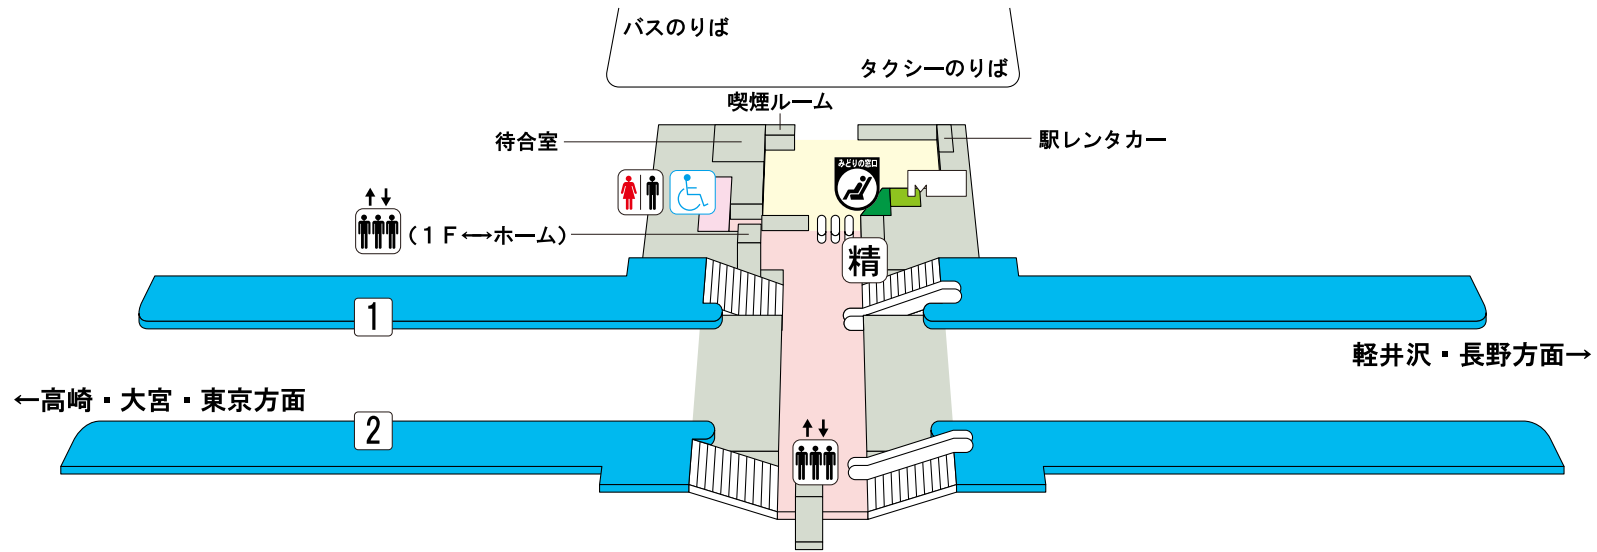 バスのりば
タクシーのりば
喫煙ルーム
待合室
駅レンタカー
みどりの窓口
(1F⟷ホーム)
精
1
軽井沢・長野方面→
←高崎・大宮・東京方面
2